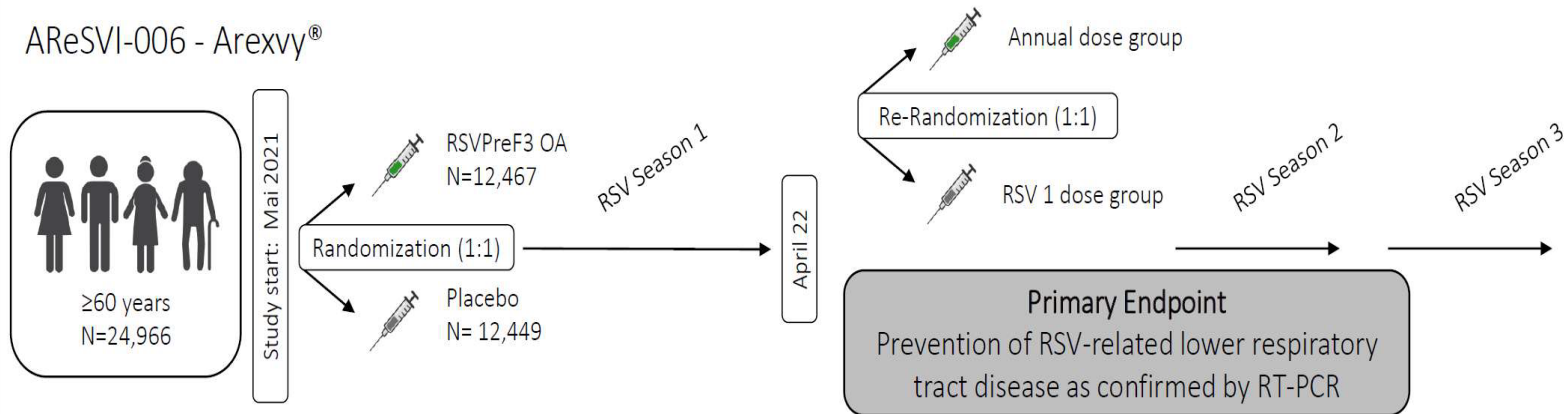 AReSVI-006 - Arexvy®
≥60 years
N=24,966
Study start: Mai 2021
RSVPreF3 OA
N=12,467
Randomization (1:1)
Placebo
N= 12,449
RSV Season 1
April 22
Annual dose group
Re-Randomization (1:1)
RSV 1 dose group
RSV Season 2
RSV Season 3
Primary Endpoint
Prevention of RSV-related lower respiratory
tract disease as confirmed by RT-PCR